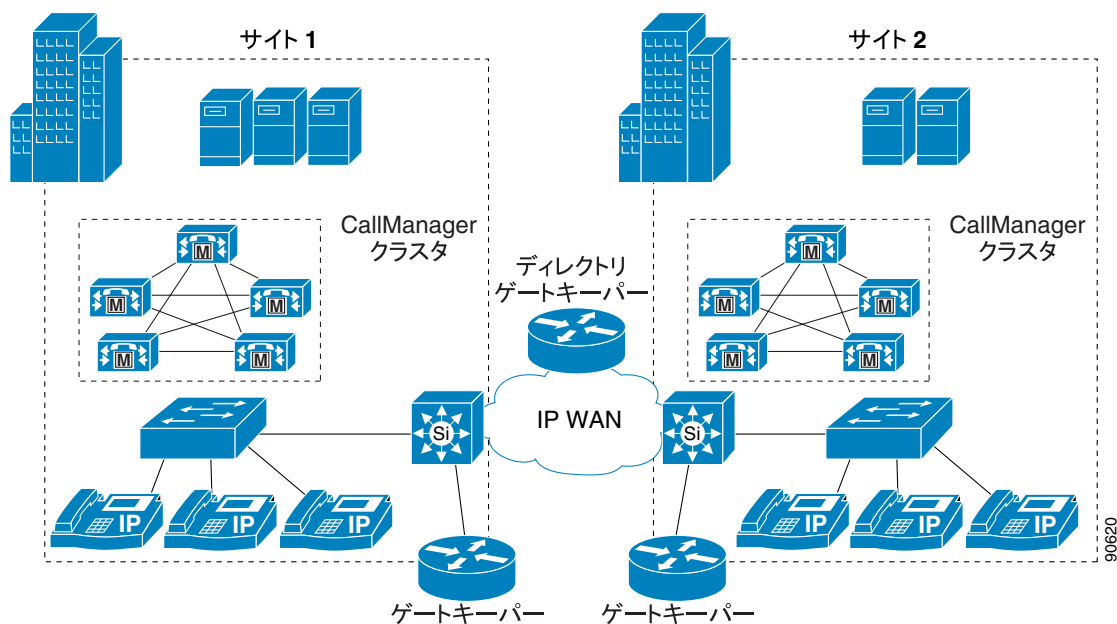 サイト 1
サイト 2
CallManager
クラスタ
CallManager
クラスタ
M
M
M
M
M
M
M
M
M
M
ディレクトリ
ゲートキーパー
Si
IP WAN
Si
IP
IP
IP
IP
IP
IP
ゲートキーパー
ゲートキーパー
90620